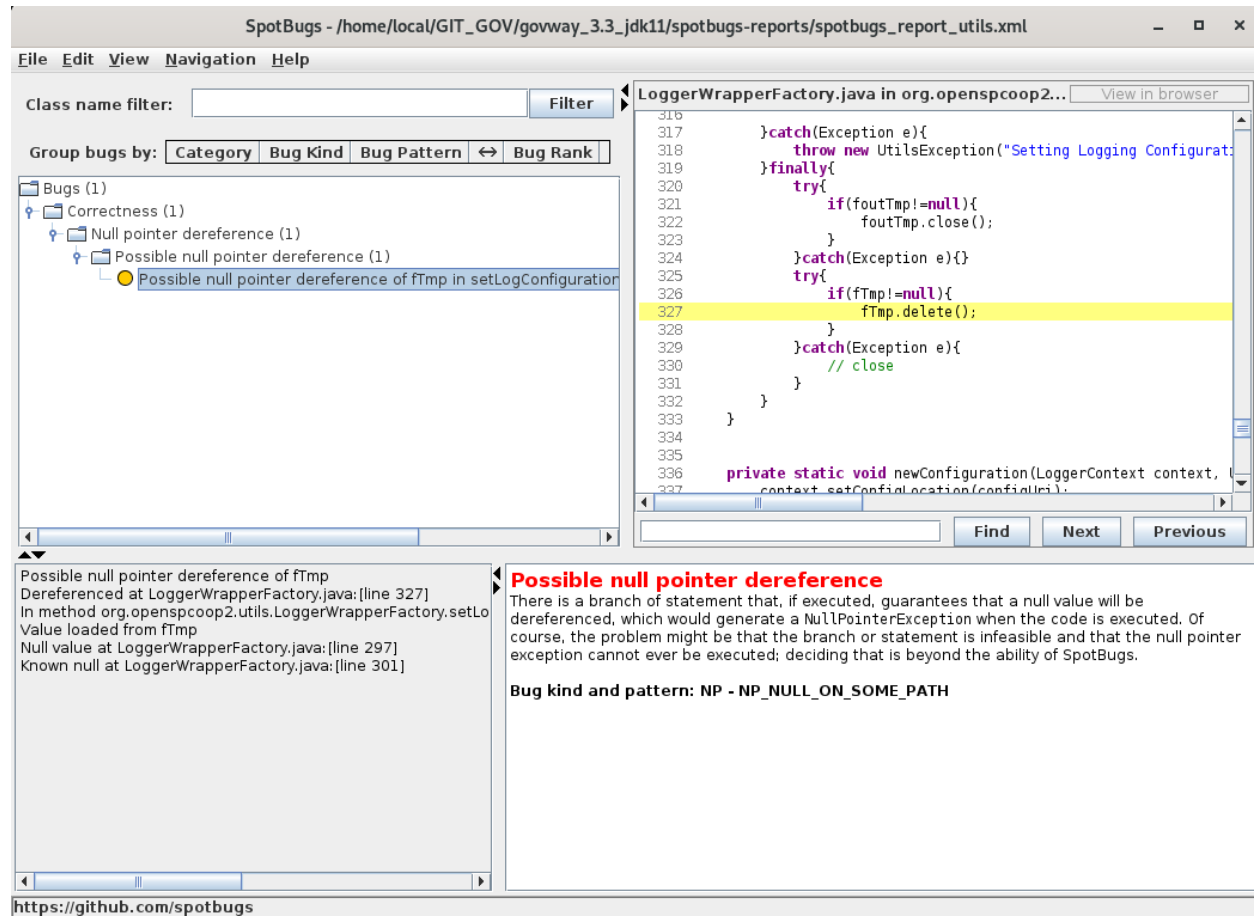 SpotBugs - /home/local/GIT_GOV/govway_3.3_jdk11/spotbugs-reports/spotbugs_report_utils.xml
File Edit View Navigation Help
Class name filter:
Filter
Group bugs by: Category Bug Kind Bug Pattern ↔ Bug Rank
Bugs (1)
Correctness (1)
Null pointer dereference (1)
Possible null pointer dereference (1)
Possible null pointer dereference of fTmp in setLogConfiguration
LoggerWrapperFactory.java in org.openspcoop2... View in browser
316
317 }catch(Exception e){
318 throw new UtilsException("Setting Logging Configurati
319 }finally{
320 try{
321 if(foutTmp!=null){
322 foutTmp.close();
323 }
324 }catch(Exception e){}
325 try{
326 if(fTmp!=null){
327 fTmp.delete();
328 }
329 }catch(Exception e){
330 // close
331 }
332 }
333 }
334
335
336 private static void newConfiguration(LoggerContext context, U
337 context.setConfigLocation(configUri);
Find Next Previous
Possible null pointer dereference of fTmp
Dereferenced at LoggerWrapperFactory.java:[line 327]
In method org.openspcoop2.utils.LoggerWrapperFactory.setLo
Value loaded from fTmp
Null value at LoggerWrapperFactory.java:[line 297]
Known null at LoggerWrapperFactory.java:[line 301]
Possible null pointer dereference
There is a branch of statement that, if executed, guarantees that a null value will be
dereferenced, which would generate a NullPointerException when the code is executed. Of
course, the problem might be that the branch or statement is infeasible and that the null pointer
exception cannot ever be executed; deciding that is beyond the ability of SpotBugs.
Bug kind and pattern: NP - NP_NULL_ON_SOME_PATH
https://github.com/spotbugs